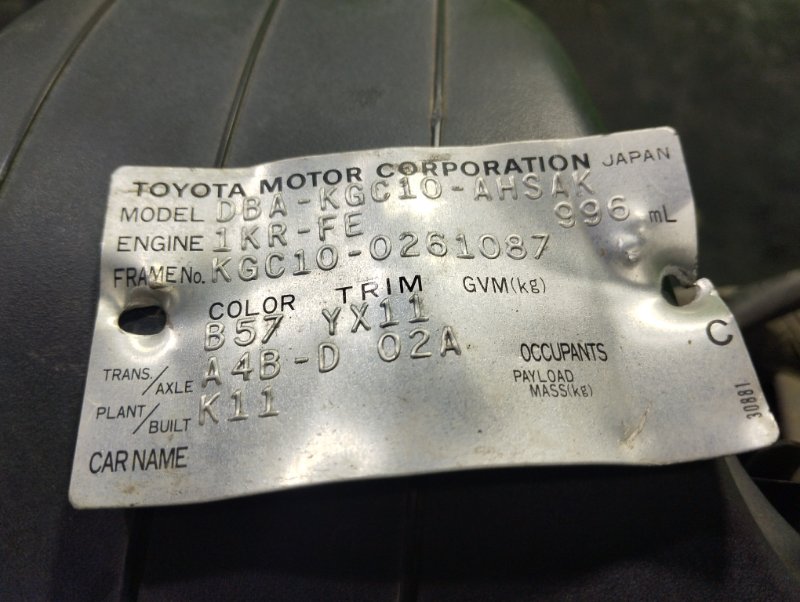 TOYOTA MOTOR CORPORATION JAPAN
MODEL DBA-KGC10-AHSAK
ENGINE 1KR-FE 996 mL
FRAME No. KGC10-0261087
COLOR TRIM GVM(kg)
B57 YX11
TRANS./AXLE A4B-D 02A OCCUPANTS
PAYLOAD MASS(kg)
PLANT/BUILT K11
CAR NAME
C
30881